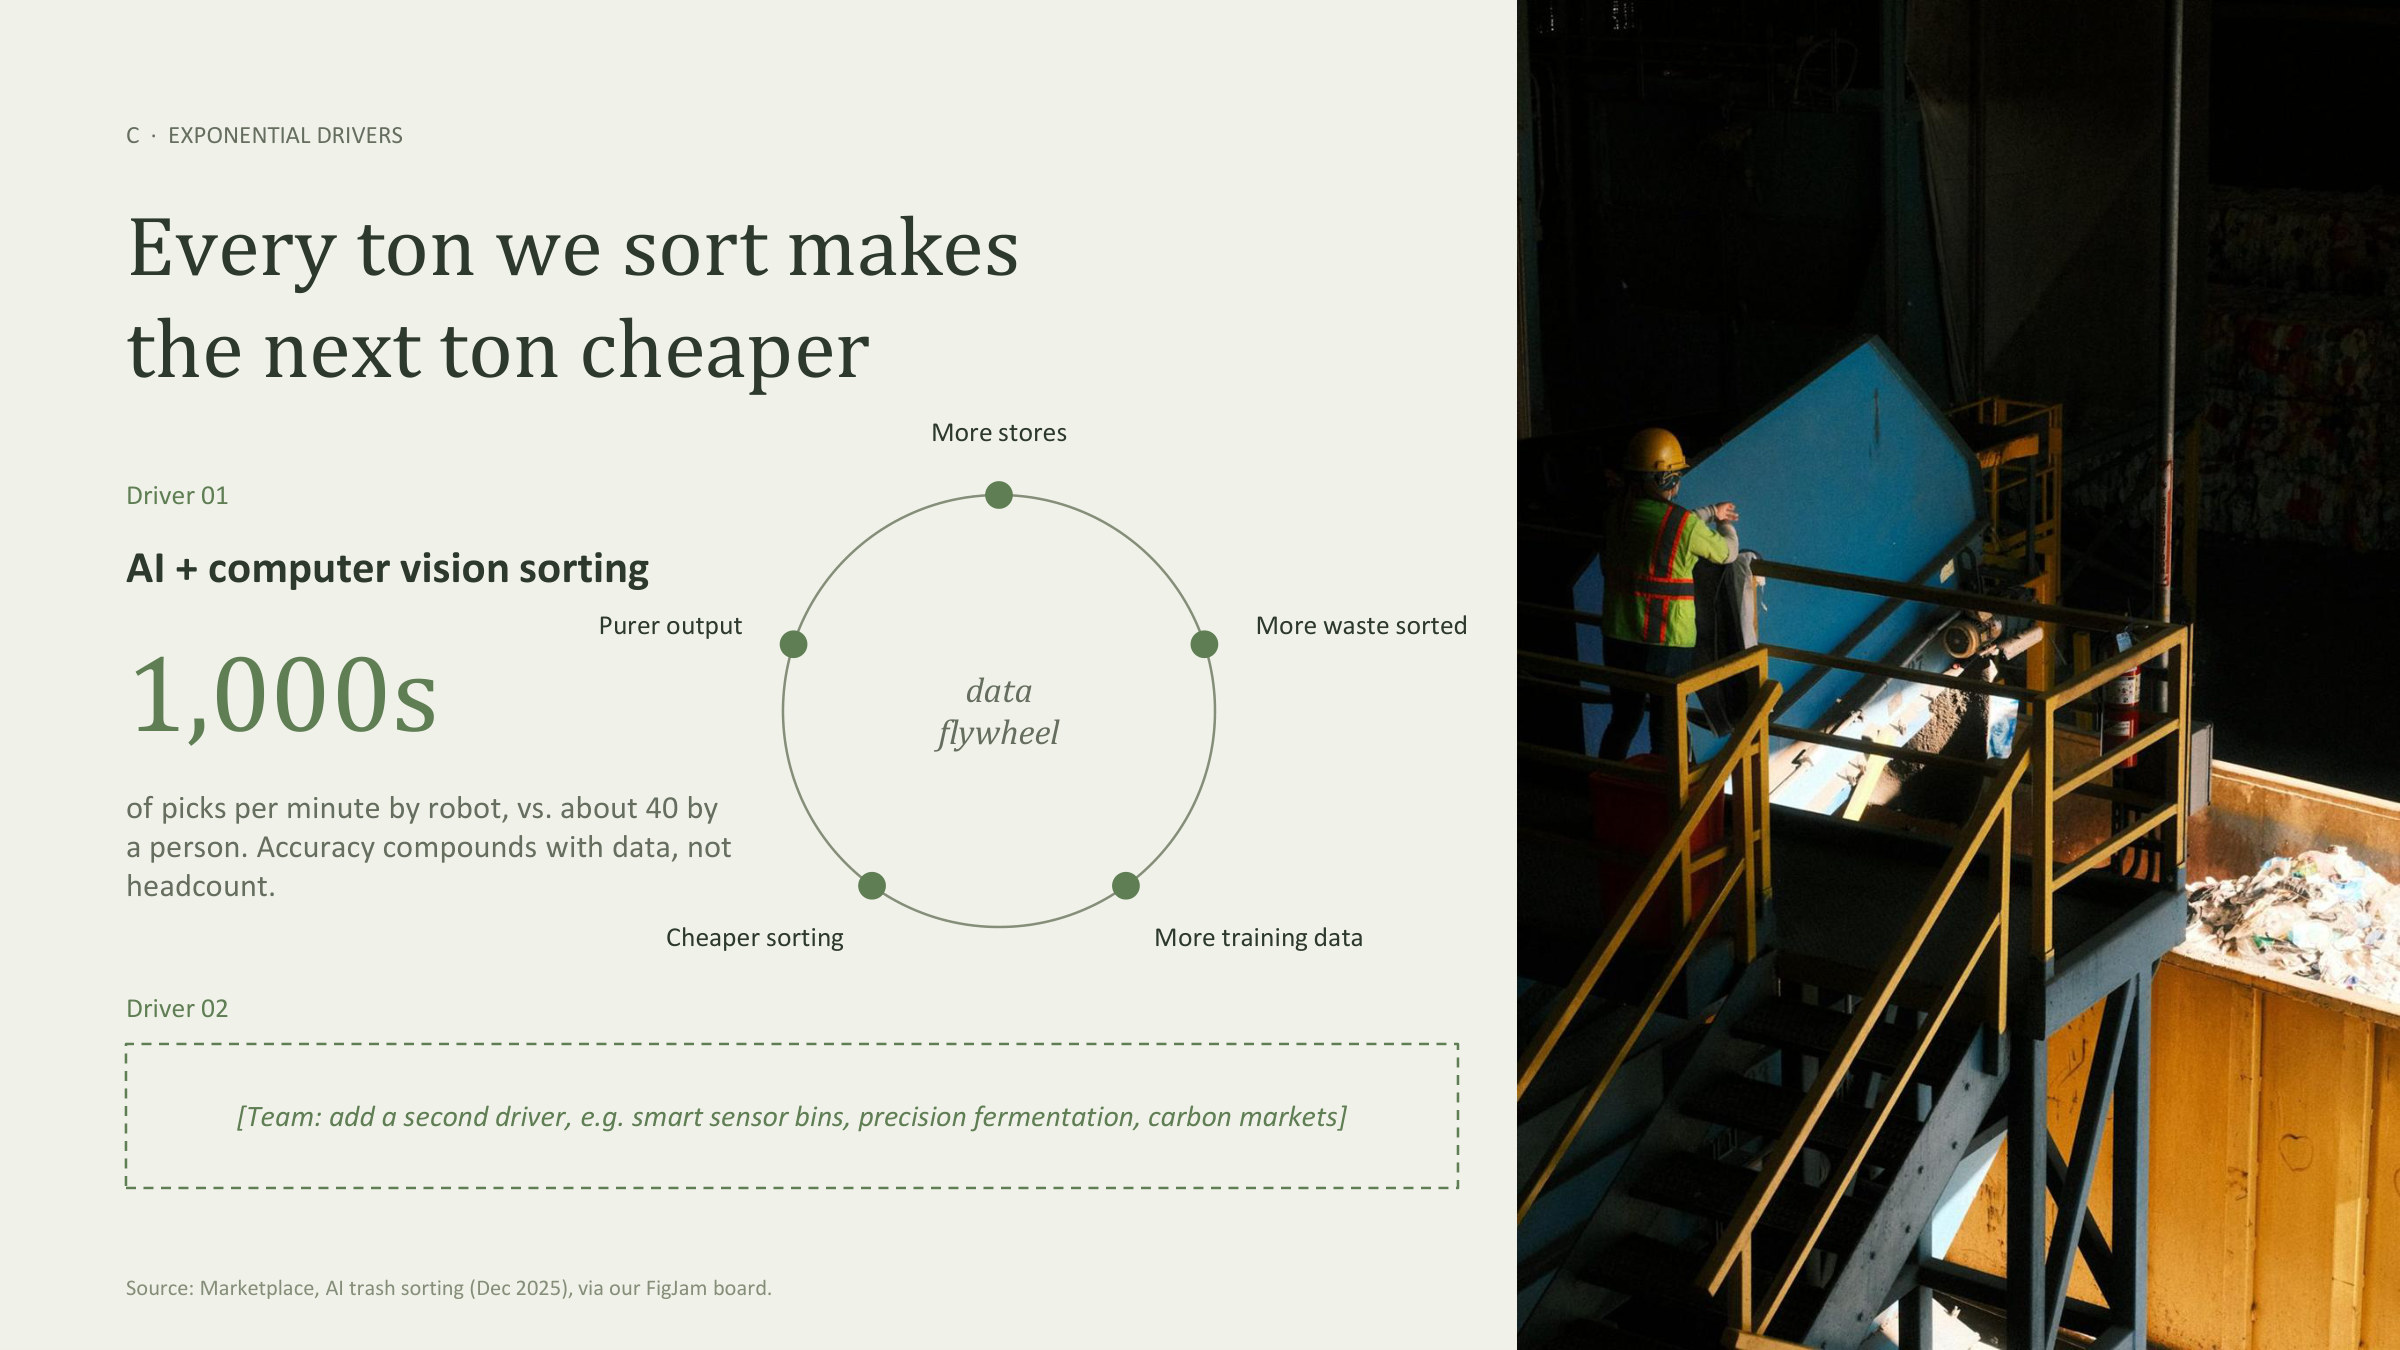 C · EXPONENTIAL DRIVERS
Every ton we sort makes
the next ton cheaper
Driver 01
AI + computer vision sorting
1,000s
of picks per minute by robot, vs. about 40 by
a person. Accuracy compounds with data, not
headcount.
More stores
Purer output
More waste sorted
data
flywheel
Cheaper sorting
More training data
Driver 02
[Team: add a second driver, e.g. smart sensor bins, precision fermentation, carbon markets]
Source: Marketplace, AI trash sorting (Dec 2025), via our FigJam board.